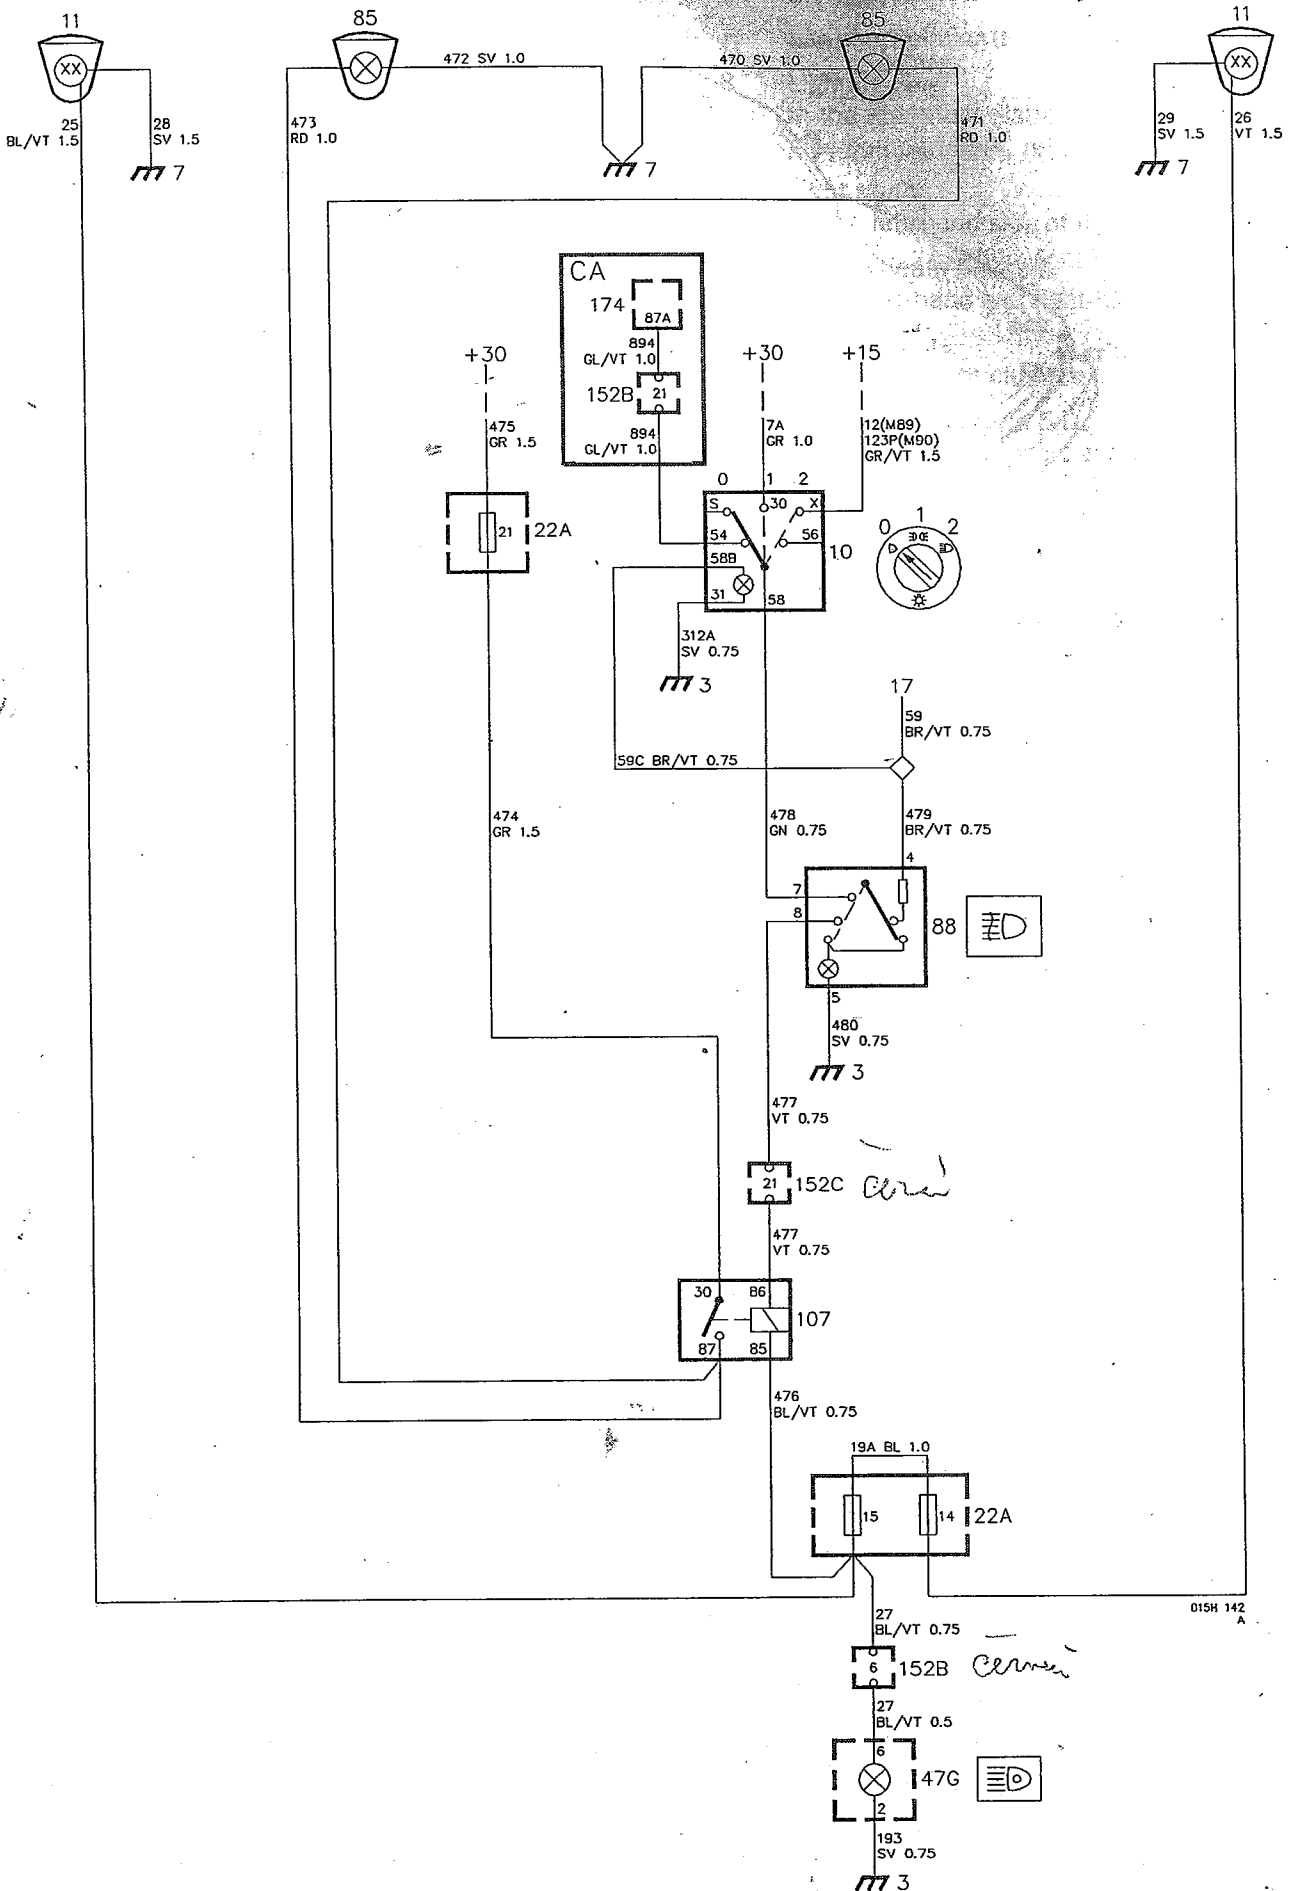 11
85
85
11
XX
XX
472 SV 1.0
470 SV 1.0
25
BL/VT 1.5
28
SV 1.5
473
RD 1.0
471
RD 1.0
29
SV 1.5
26
VT 1.5
7
7
7
CA
174
87A
894
GL/VT 1.0
152B
21
894
GL/VT 1.0
+30
+30
+15
475
GR 1.5
7A
GR 1.0
12(M89)
123P(M90)
GR/VT 1.5
21
22A
0 1 2
S
30
X
54
56
58B
31
58
10
0 1 2
312A
SV 0.75
3
17
59
BR/VT 0.75
59C BR/VT 0.75
474
GR 1.5
478
GN 0.75
479
BR/VT 0.75
4
7
8
88
5
480
SV 0.75
3
477
VT 0.75
21
152C
477
VT 0.75
30
86
107
87
85
476
BL/VT 0.75
19A BL 1.0
15
14
22A
015H 142
A
27
BL/VT 0.75
6
152B
27
BL/VT 0.5
6
47G
2
193
SV 0.75
3